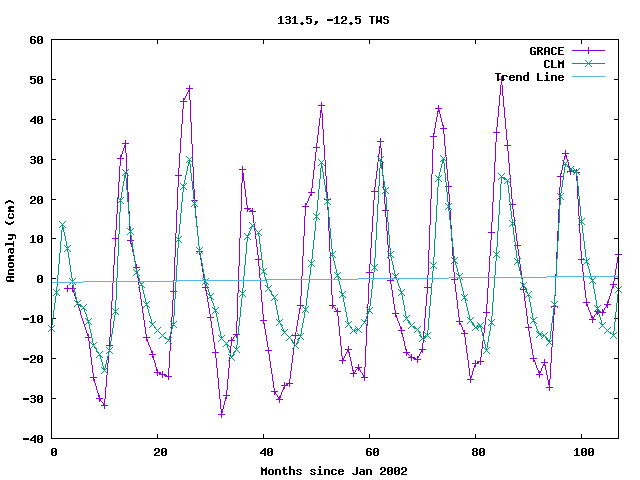 131.5, -12.5 TWS
GRACE
CLM
Trend Line
Anomaly (cm)
60
50
40
30
20
10
0
-10
-20
-30
-40
0 20 40 60 80 100
Months since Jan 2002